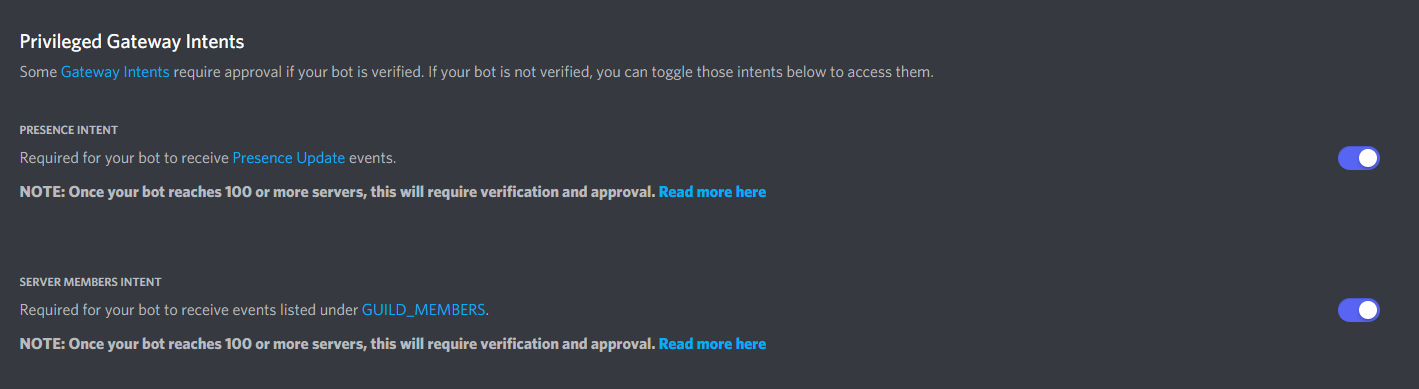 Privileged Gateway Intents
Some Gateway Intents require approval if your bot is verified. If your bot is not verified, you can toggle those intents below to access them.
PRESENCE INTENT
Required for your bot to receive Presence Update events.
NOTE: Once your bot reaches 100 or more servers, this will require verification and approval. Read more here
SERVER MEMBERS INTENT
Required for your bot to receive events listed under GUILD_MEMBERS.
NOTE: Once your bot reaches 100 or more servers, this will require verification and approval. Read more here